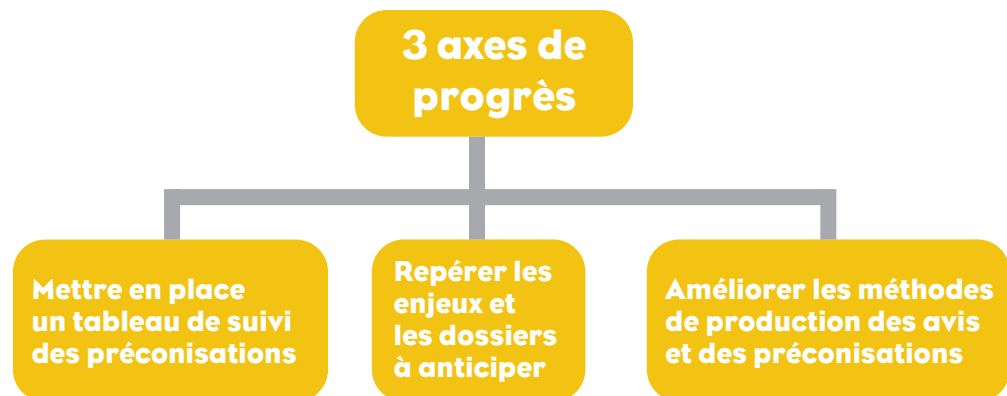 3 axes de
progrès
Mettre en place
un tableau de suivi
des préconisations
Repérer les
enjeux et
les dossiers
à anticiper
Améliorer les méthodes
de production des avis
et des préconisations